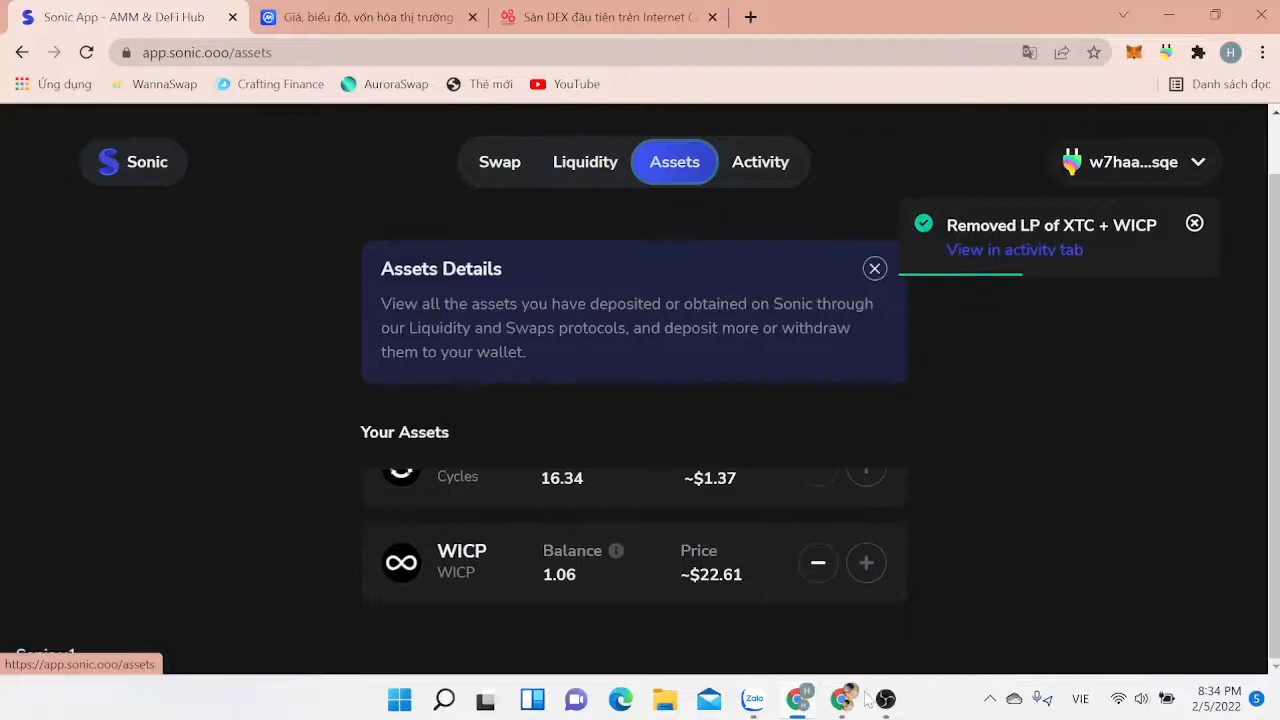 Sonic App - AMM & DeFi Hub
Giá, biểu đồ, vốn hóa thị trường
Sàn DEX đầu tiên trên Internet C
app.sonic.ooo/assets
H
Ứng dụng
WannaSwap
Crafting Finance
AuroraSwap
Thẻ mới
YouTube
Danh sách đọc
Sonic
Swap
Liquidity
Assets
Activity
w7haa...sqe
Removed LP of XTC + WICP
View in activity tab
Assets Details
View all the assets you have deposited or obtained on Sonic through
our Liquidity and Swaps protocols, and deposit more or withdraw
them to your wallet.
Your Assets
Cycles
16.34
~$1.37
WICP
WICP
Balance
1.06
Price
~$22.61
https://app.sonic.ooo/assets
Zalo
H
VIE
8:34 PM
2/5/2022
5